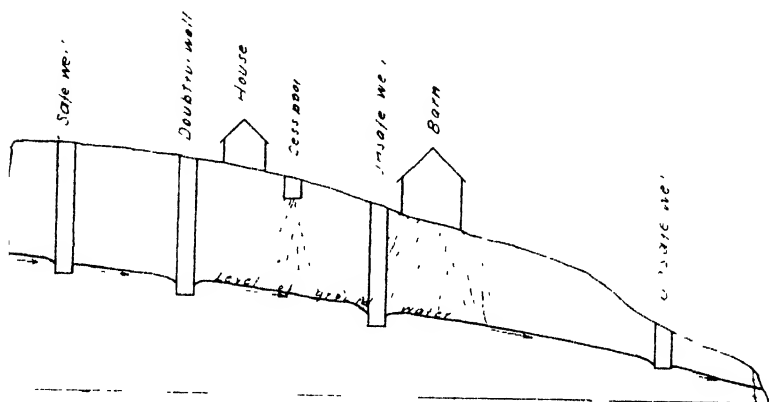 Safe well
Doubtful well
House
Cesspool
Unsafe well
Barn
Unsafe well
Level of ground water